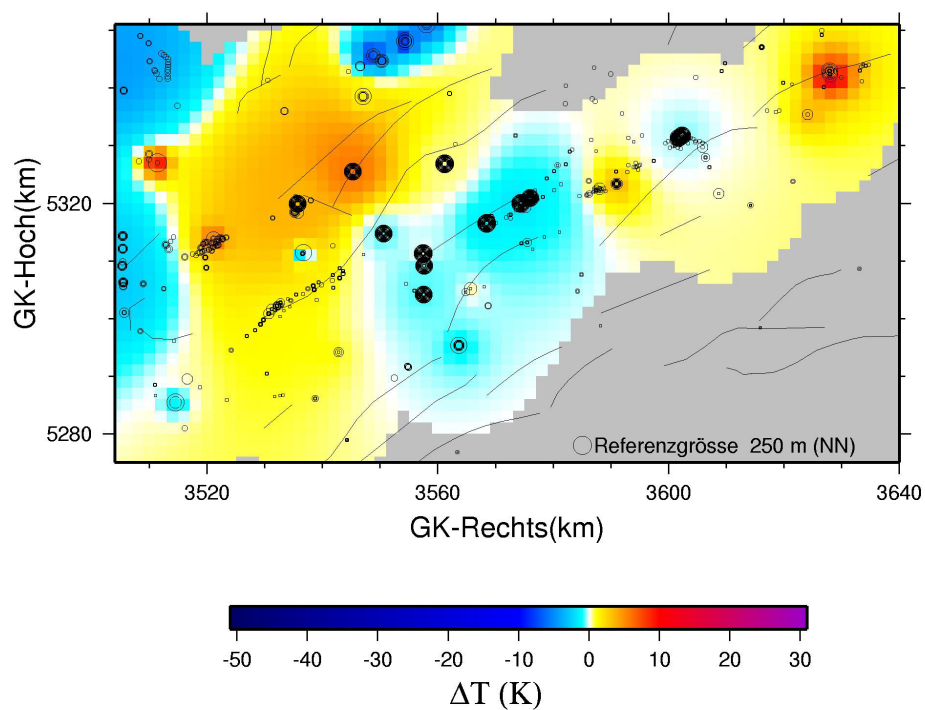 GK-Hoch(km)
5320
5280
Referenzgrösse 250 m (NN)
3520 3560 3600 3640
GK-Rechts(km)
-50 -40 -30 -20 -10 0 10 20 30
ΔT (K)